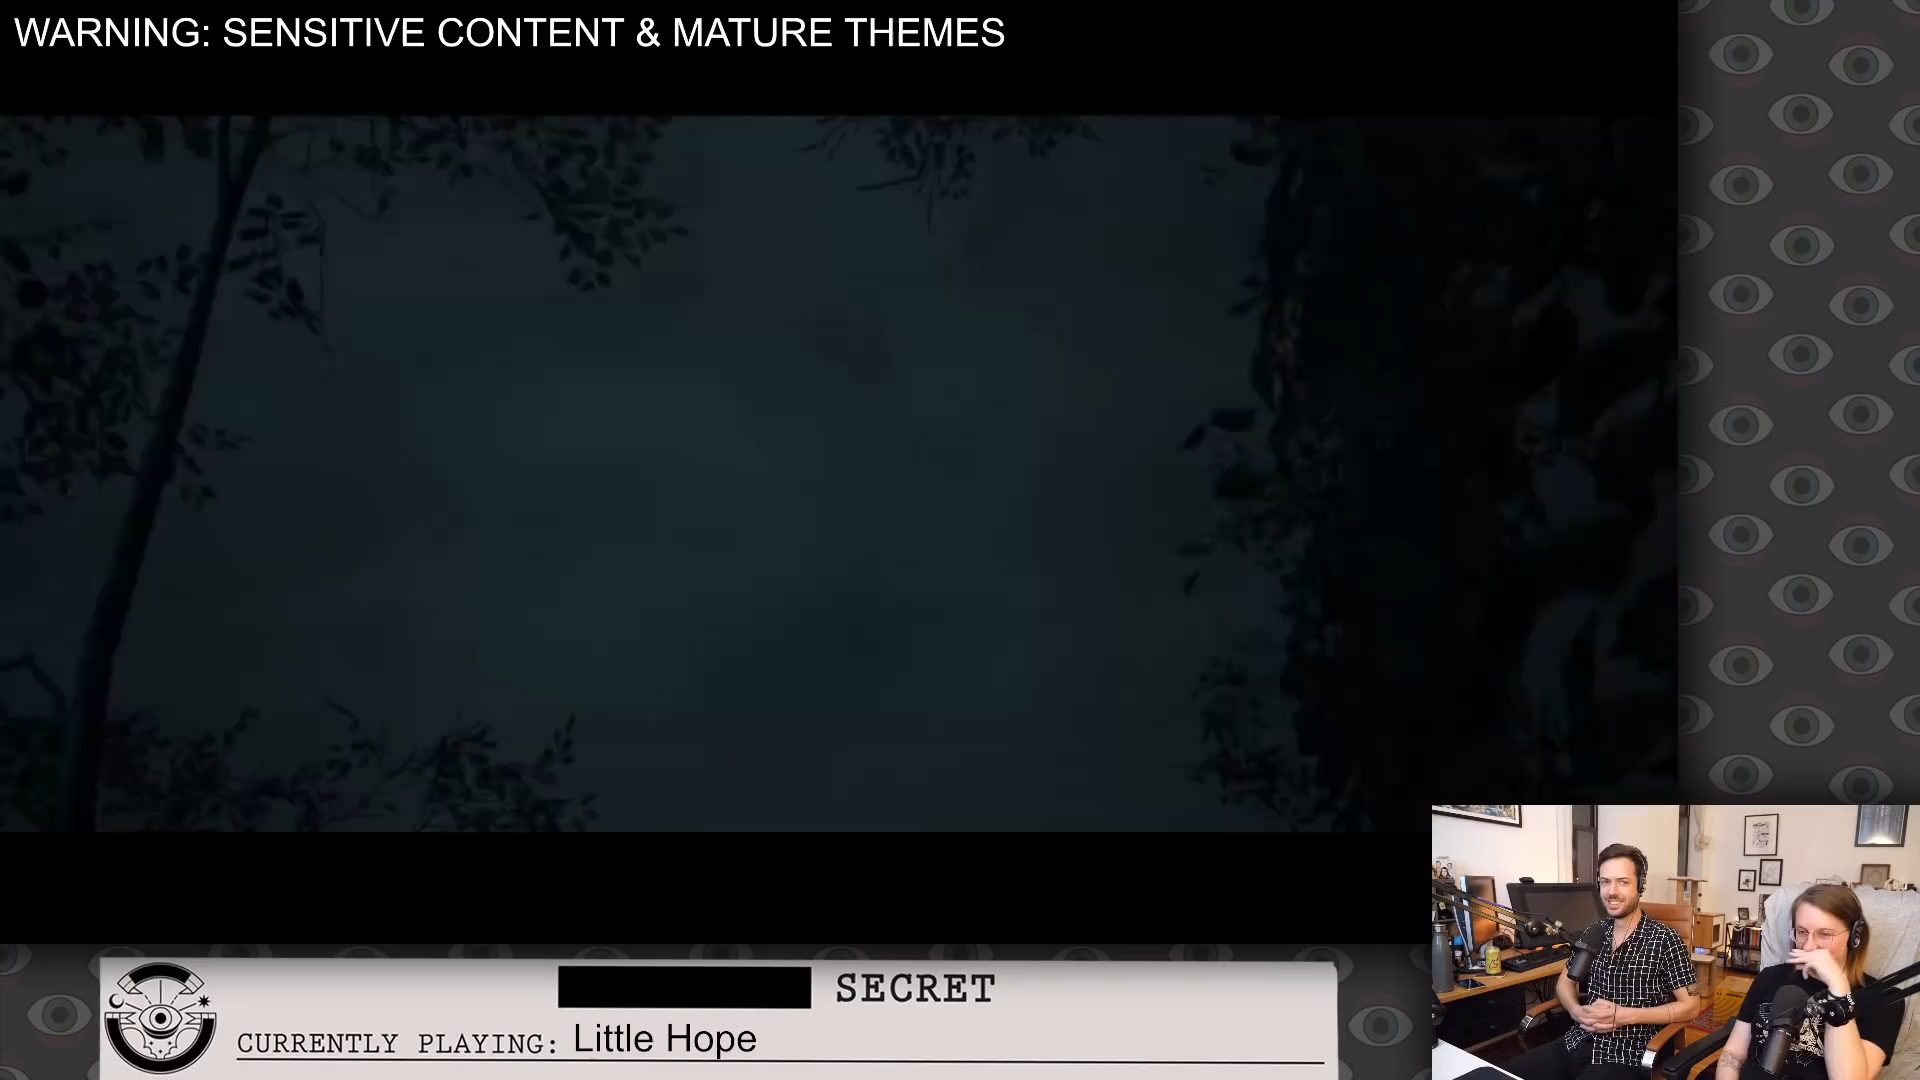 WARNING: SENSITIVE CONTENT & MATURE THEMES
SECRET
CURRENTLY PLAYING: Little Hope